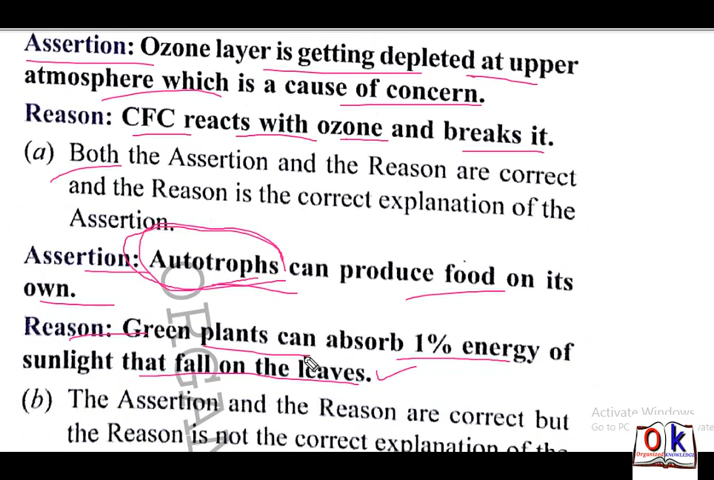 Assertion: Ozone layer is getting depleted at upper
atmosphere which is a cause of concern.
Reason: CFC reacts with ozone and breaks it.
(a) Both the Assertion and the Reason are correct
and the Reason is the correct explanation of the
Assertion.
Assertion: Autotrophs can produce food on its
own.
Reason: Green plants can absorb 1% energy of
sunlight that fall on the leaves.
(b) The Assertion and the Reason are correct but
the Reason is not the correct explanation of the
Activate Windows
Go to PC
Ok
Organized KNOWLEDGE